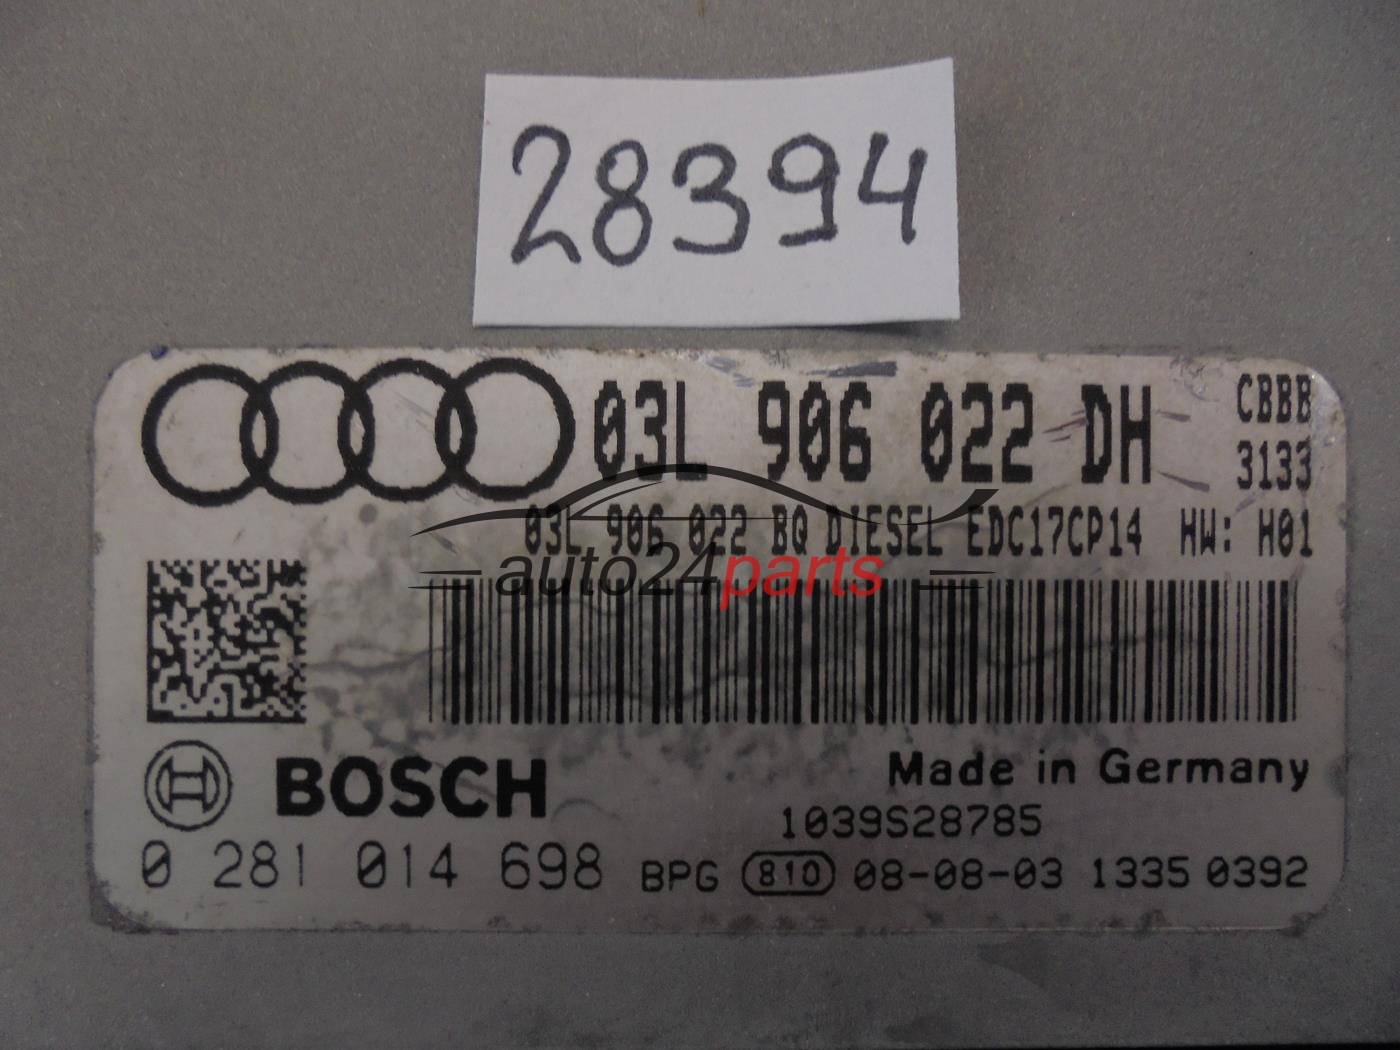 28394
03L 906 022 DH CBBB
3133
03L 906 022 BQ DIESEL EDC17CP14 HW: H01
auto24parts
BOSCH
Made in Germany
1039S28785
0 281 014 698 BPG 810 08-08-03 1335 0392